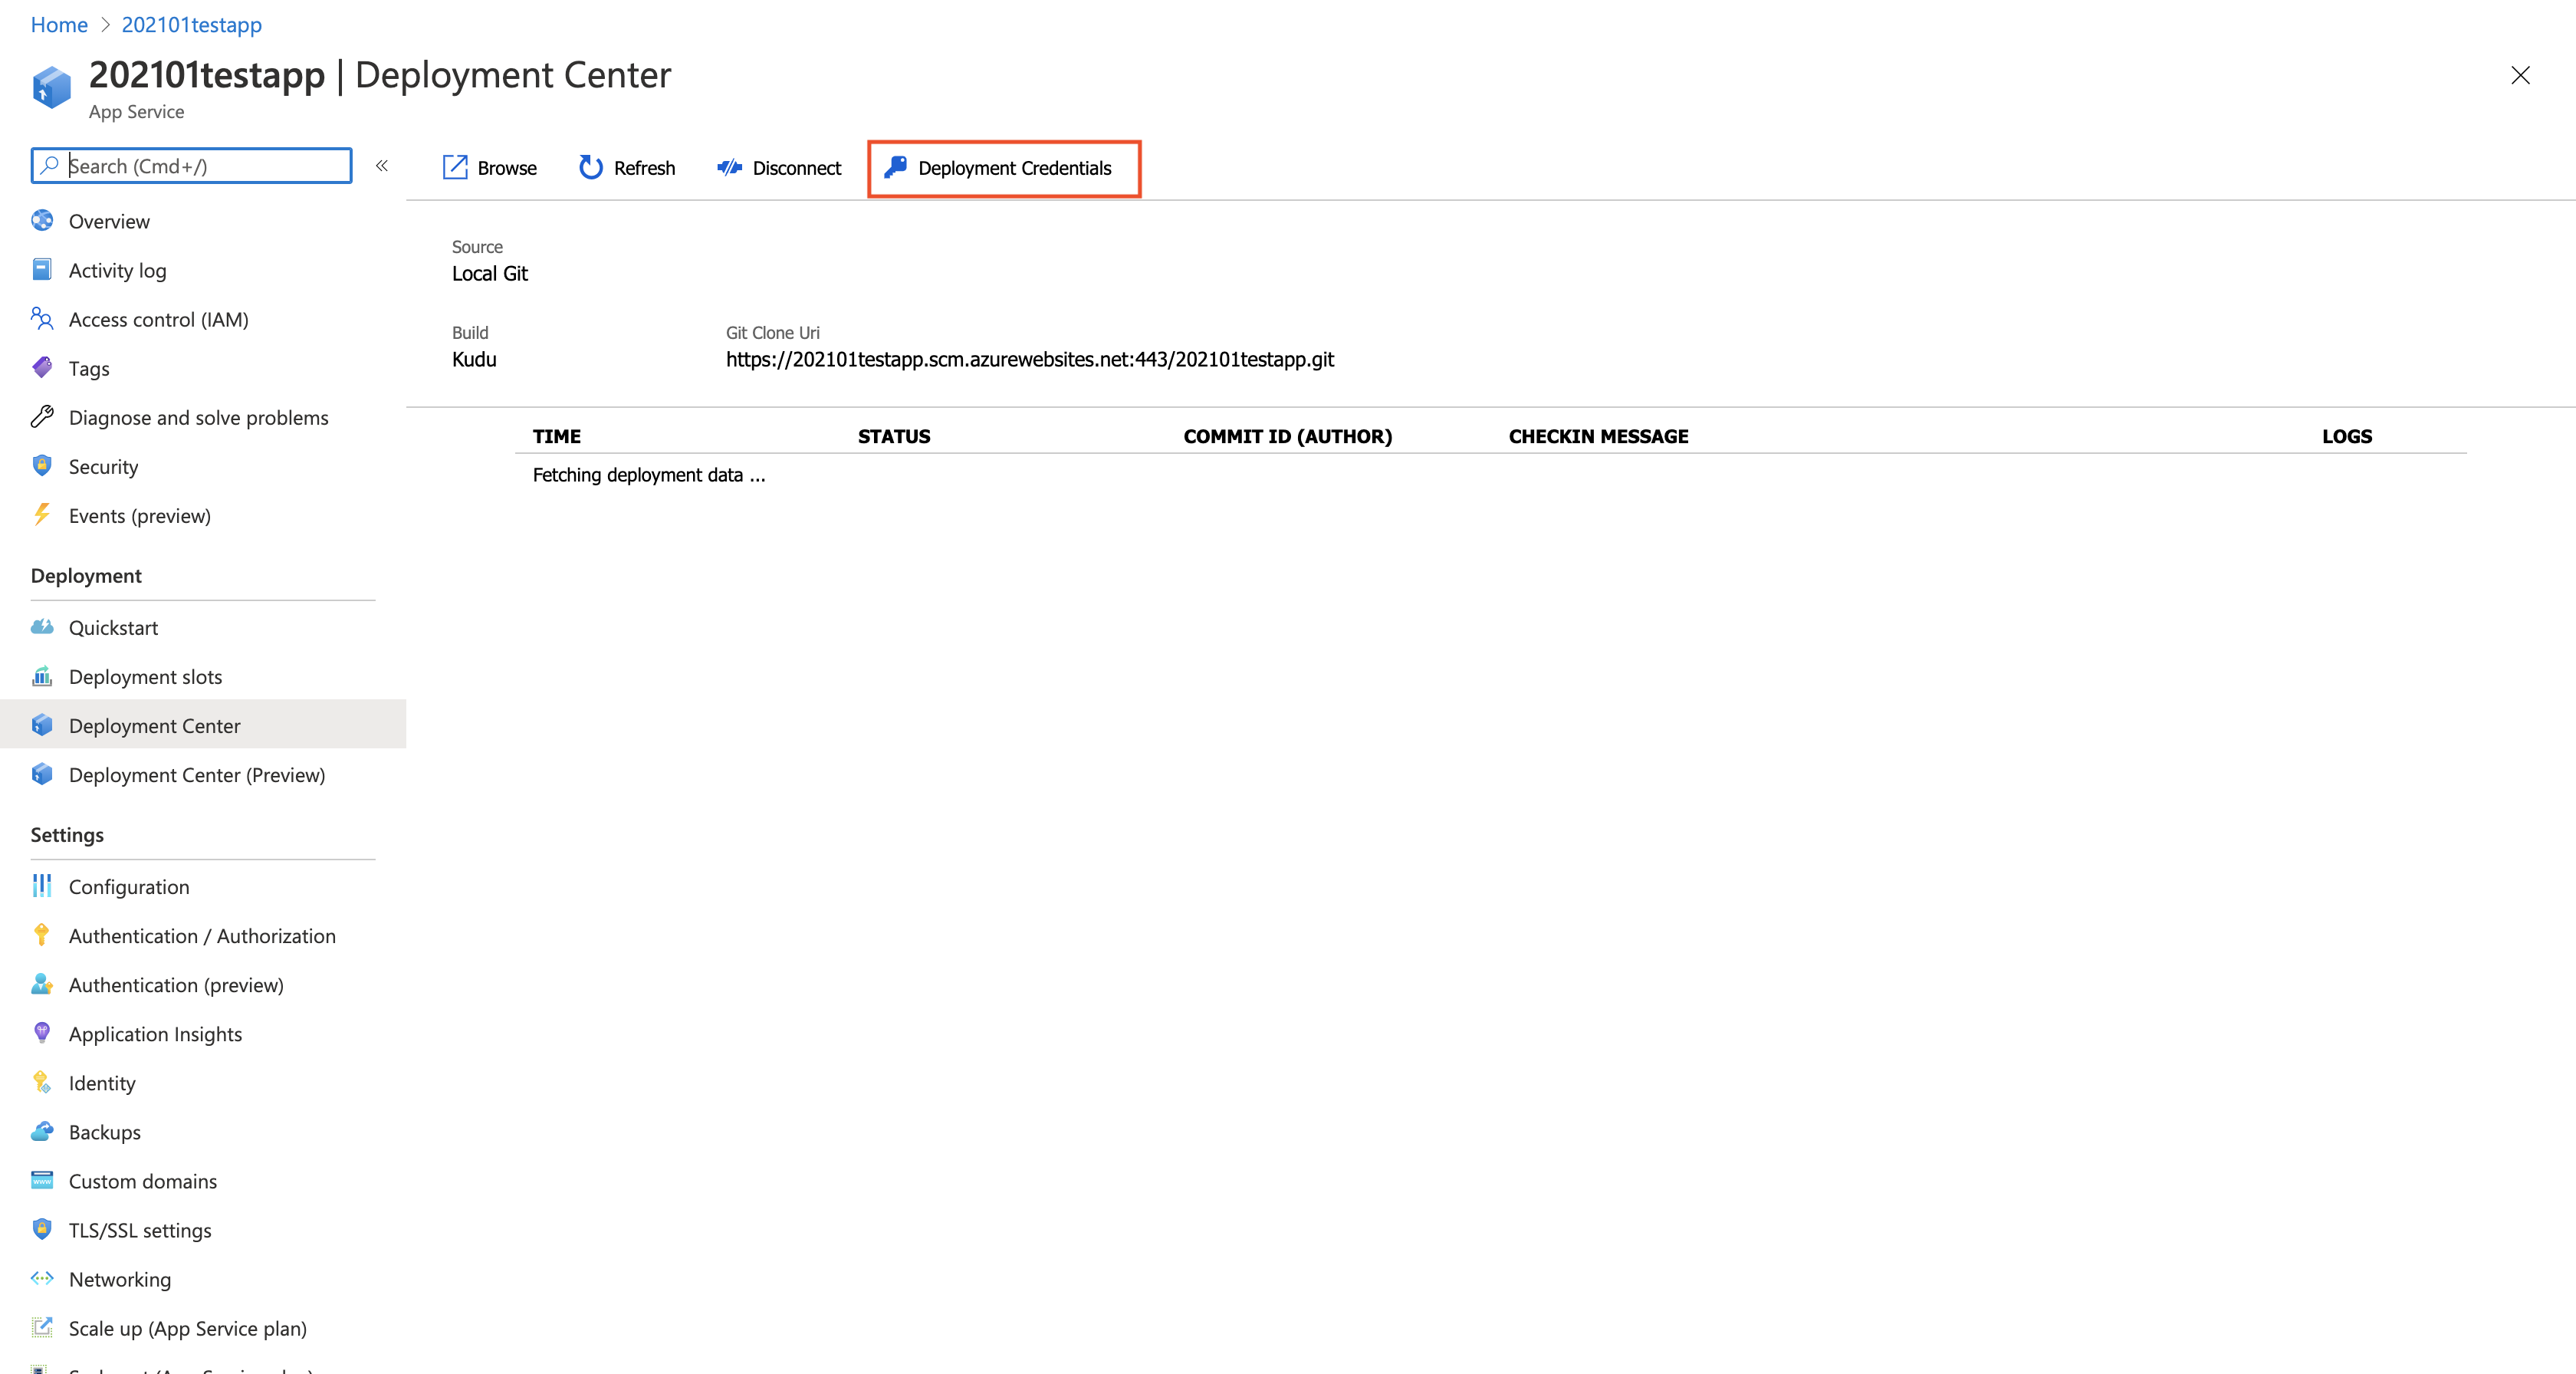 Home > 202101testapp
202101testapp | Deployment Center
App Service
Search (Cmd+/)
«
Browse
Refresh
Disconnect
Deployment Credentials
Overview
Activity log
Access control (IAM)
Tags
Diagnose and solve problems
Security
Events (preview)
Deployment
Quickstart
Deployment slots
Deployment Center
Deployment Center (Preview)
Settings
Configuration
Authentication / Authorization
Authentication (preview)
Application Insights
Identity
Backups
Custom domains
TLS/SSL settings
Networking
Scale up (App Service plan)
Source
Local Git
Build
Kudu
Git Clone Uri
https://202101testapp.scm.azurewebsites.net:443/202101testapp.git
TIME STATUS COMMIT ID (AUTHOR) CHECKIN MESSAGE LOGS
Fetching deployment data ...